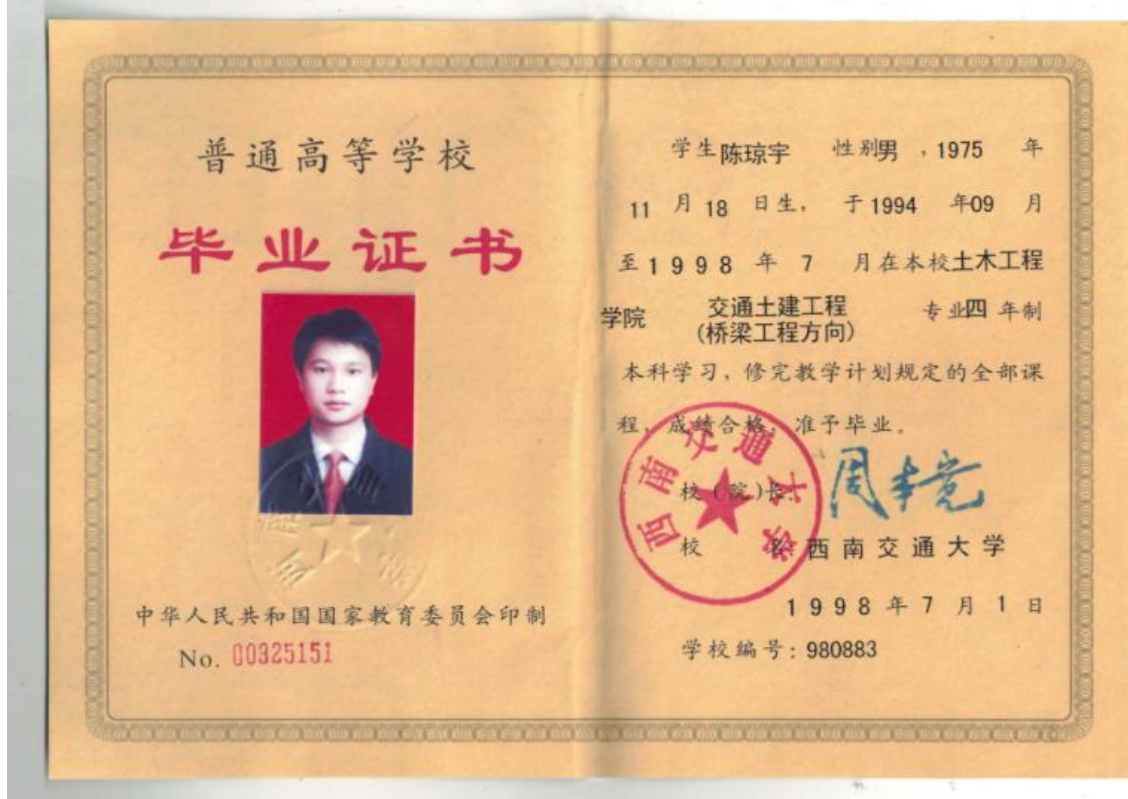 普通高等学校
毕业证书
中华人民共和国国家教育委员会印制
No. 00325151
学生陈琼宇 性别男，1975 年
11 月 18 日生，于1994 年09 月
至1998 年 7 月在本校土木工程
学院 交通土建工程 专业四年制
(桥梁工程方向)
本科学习，修完教学计划规定的全部课
程，成绩合格，准予毕业。
校(院)长:
校 名:西南交通大学
西南交通大学
1998年7月1日
学校编号:980883